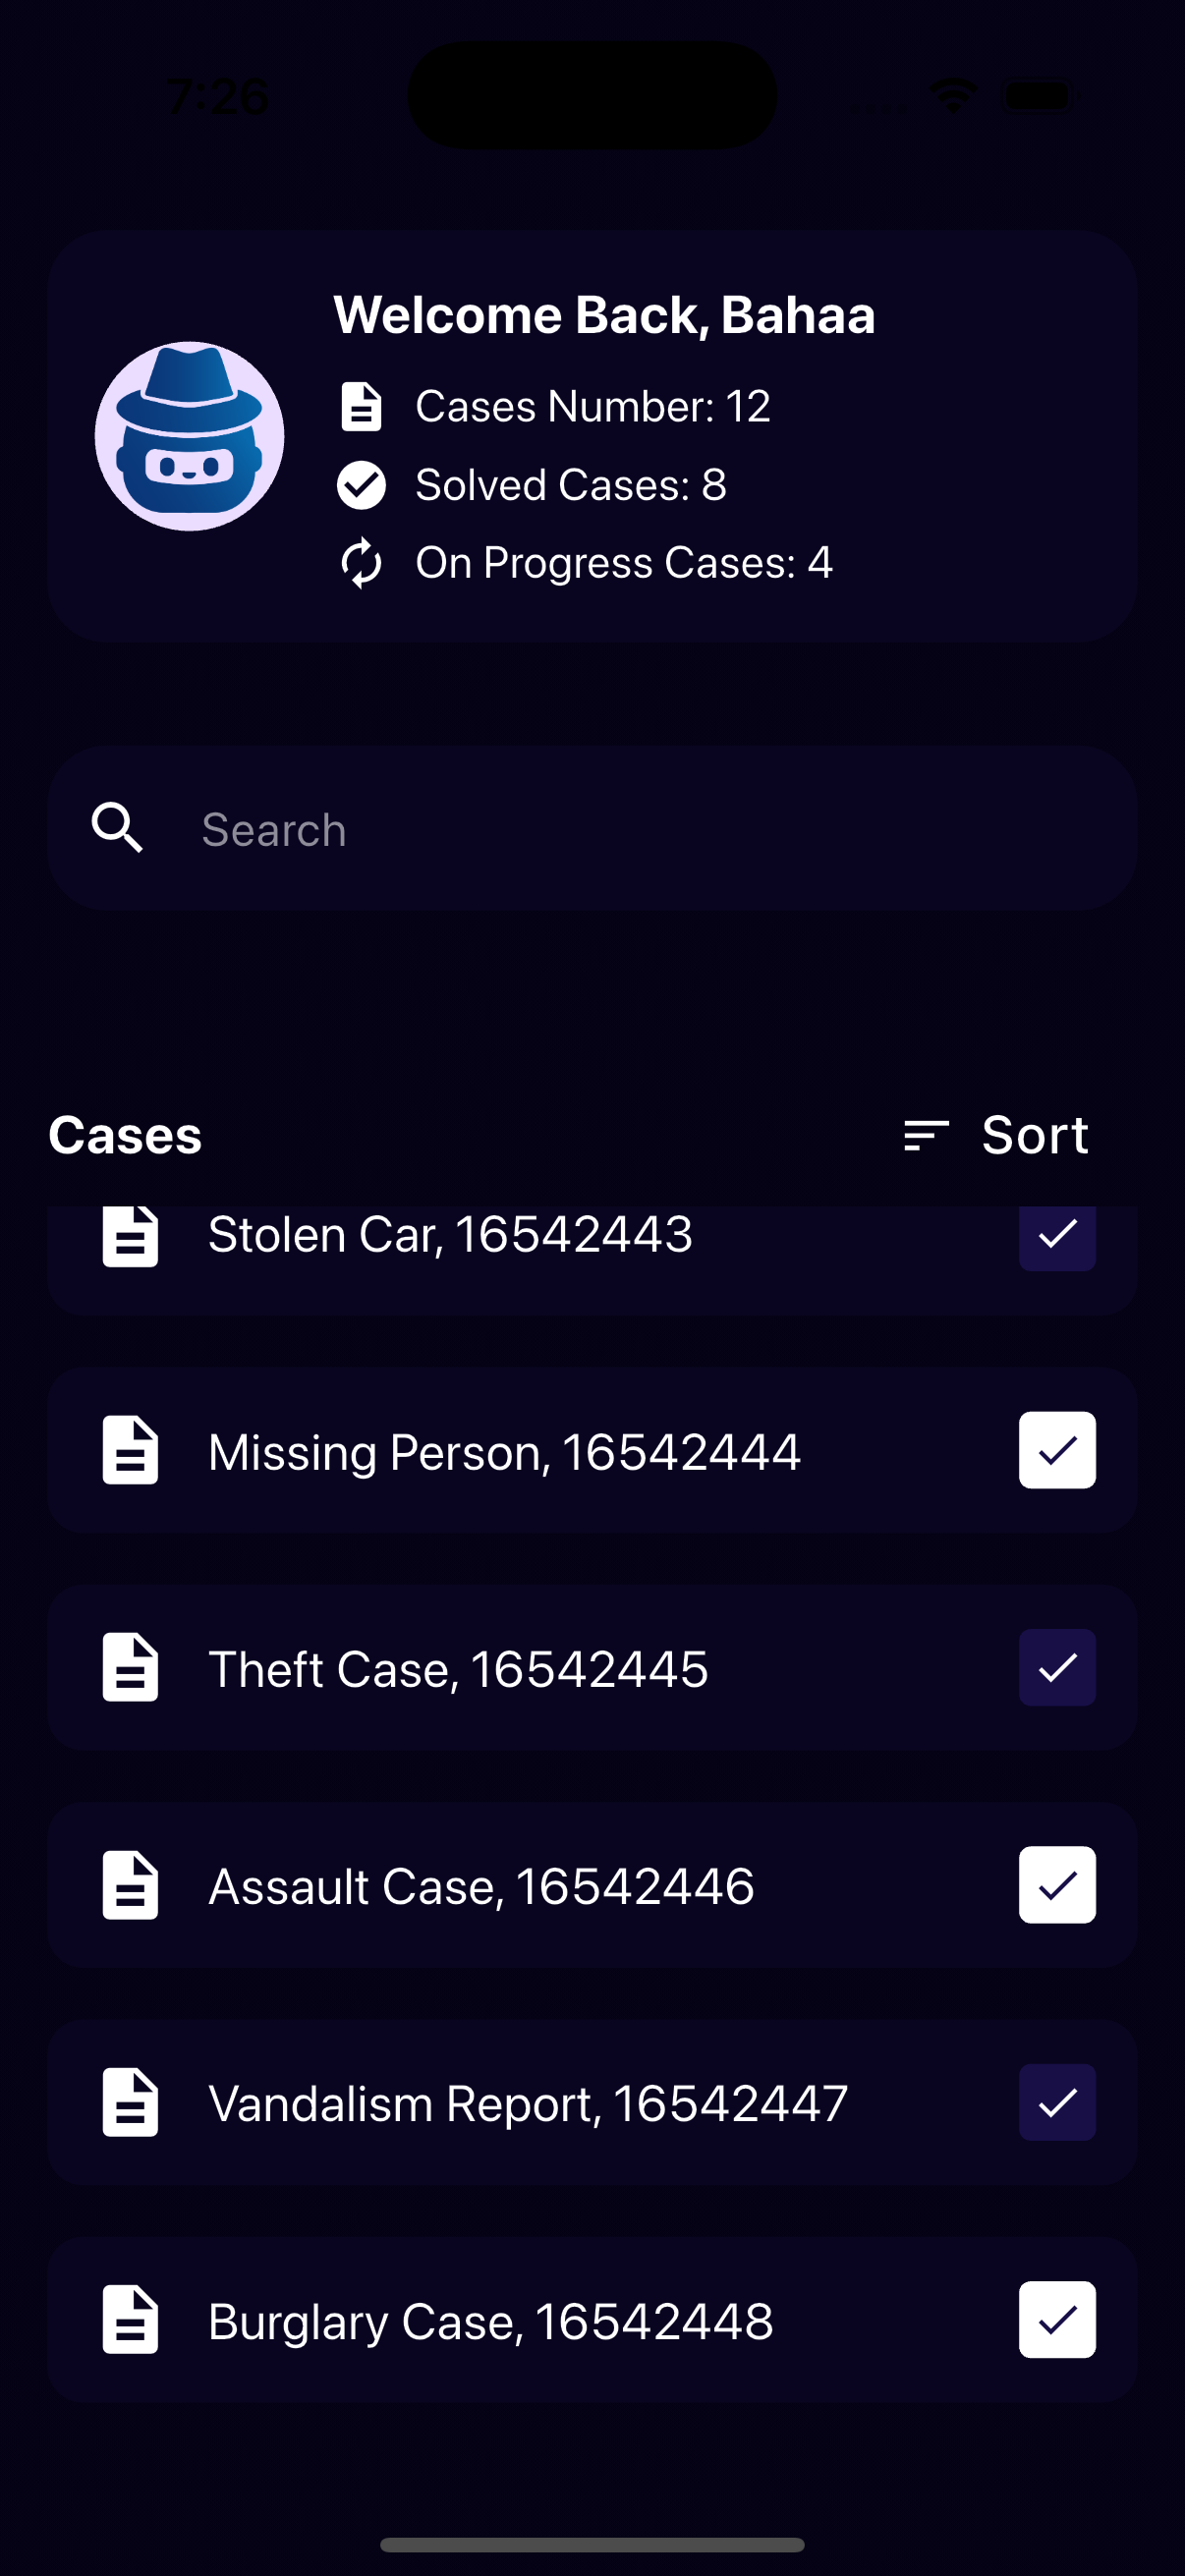 7:26
Welcome Back, Bahaa
Cases Number: 12
Solved Cases: 8
On Progress Cases: 4
Search
Cases
Sort
Stolen Car, 16542443
Missing Person, 16542444
Theft Case, 16542445
Assault Case, 16542446
Vandalism Report, 16542447
Burglary Case, 16542448